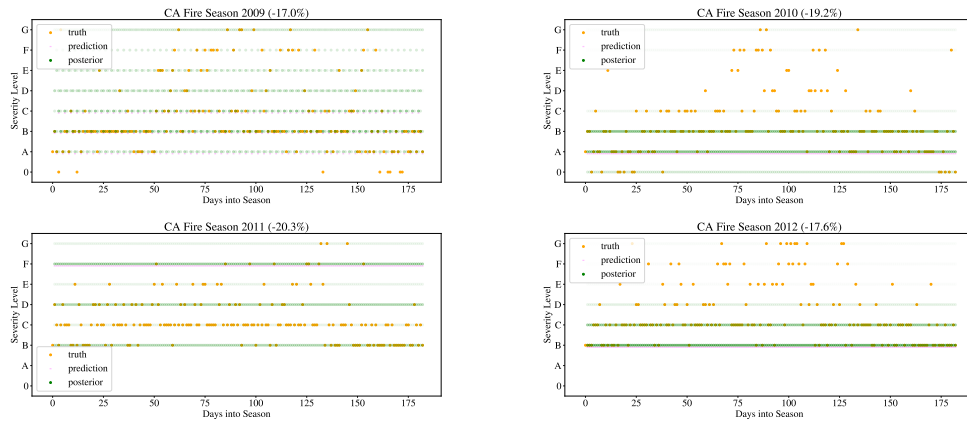 CA Fire Season 2009 (-17.0%)
G
F
E
D
C
B
A
0
Severity Level
truth
prediction
posterior
0 25 50 75 100 125 150 175
Days into Season
CA Fire Season 2010 (-19.2%)
G
F
E
D
C
B
A
0
Severity Level
truth
prediction
posterior
0 25 50 75 100 125 150 175
Days into Season
CA Fire Season 2011 (-20.3%)
G
F
E
D
C
B
A
0
Severity Level
truth
prediction
posterior
0 25 50 75 100 125 150 175
Days into Season
CA Fire Season 2012 (-17.6%)
G
F
E
D
C
B
A
0
Severity Level
truth
prediction
posterior
0 25 50 75 100 125 150 175
Days into Season